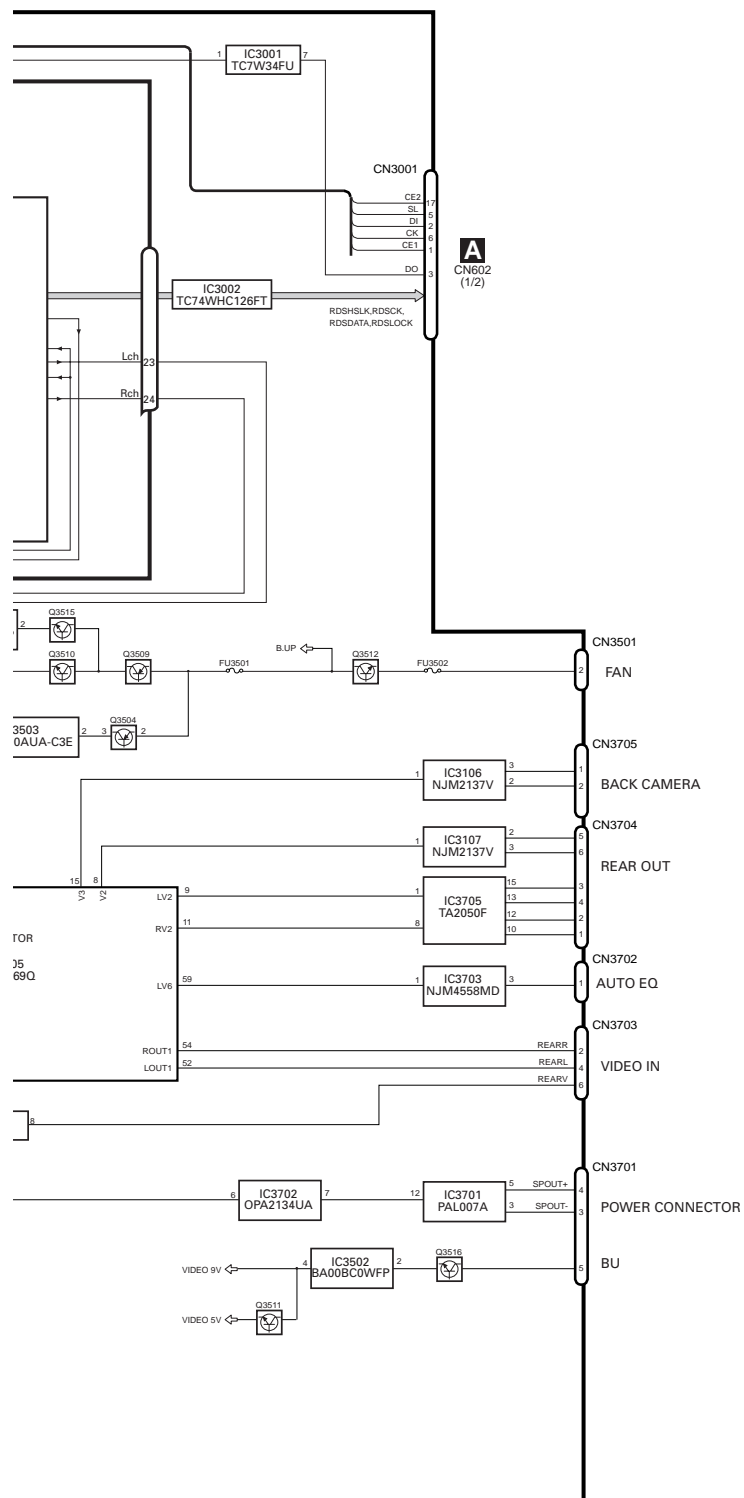 1
IC3001
TC7W34FU
7
CN3001
CE2
17
SL
5
DI
2
CK
6
CE1
1
DO
3
A
CN602
(1/2)
IC3002
TC74WHC126FT
RDSHSLK,RDSCK,
RDSDATA,RDSLOCK
Lch
23
Rch
24
2
Q3515
Q3510
Q3509
FU3501
B.UP
Q3512
FU3502
CN3501
2
FAN
3503
0AUA-C3E
2
3
Q3504
2
CN3705
1
IC3106
NJM2137V
3
2
1
2
BACK CAMERA
CN3704
1
IC3107
NJM2137V
2
3
5
6
REAR OUT
15
8
V3
V2
LV2
9
1
IC3705
TA2050F
15
13
12
10
3
4
2
1
RV2
11
8
TOR
05
69Q
CN3702
LV6
59
1
IC3703
NJM4558MD
3
1
AUTO EQ
CN3703
ROUT1
54
REARR
2
LOUT1
52
REARL
4
VIDEO IN
REARV
6
8
CN3701
6
IC3702
OPA2134UA
7
12
IC3701
PAL007A
5
SPOUT+
4
3
SPOUT-
3
POWER CONNECTOR
VIDEO 9V
4
IC3502
BA00BC0WFP
2
Q3516
5
BU
VIDEO 5V
Q3511